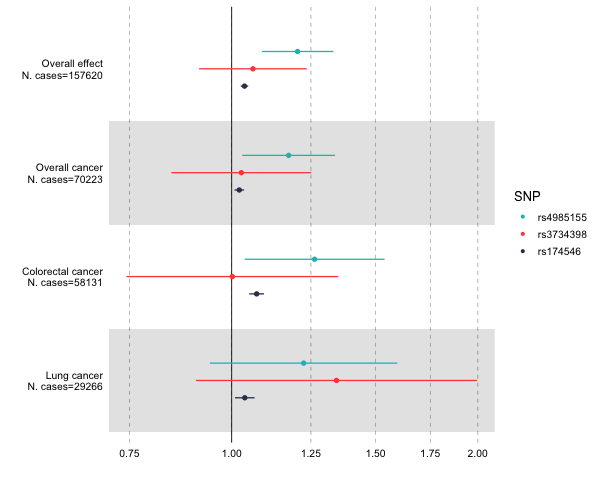 Overall effect
N. cases=157620
Overall cancer
N. cases=70223
Colorectal cancer
N. cases=58131
Lung cancer
N. cases=29266
SNP
rs4985155
rs3734398
rs174546
0.75 1.00 1.25 1.50 1.75 2.00